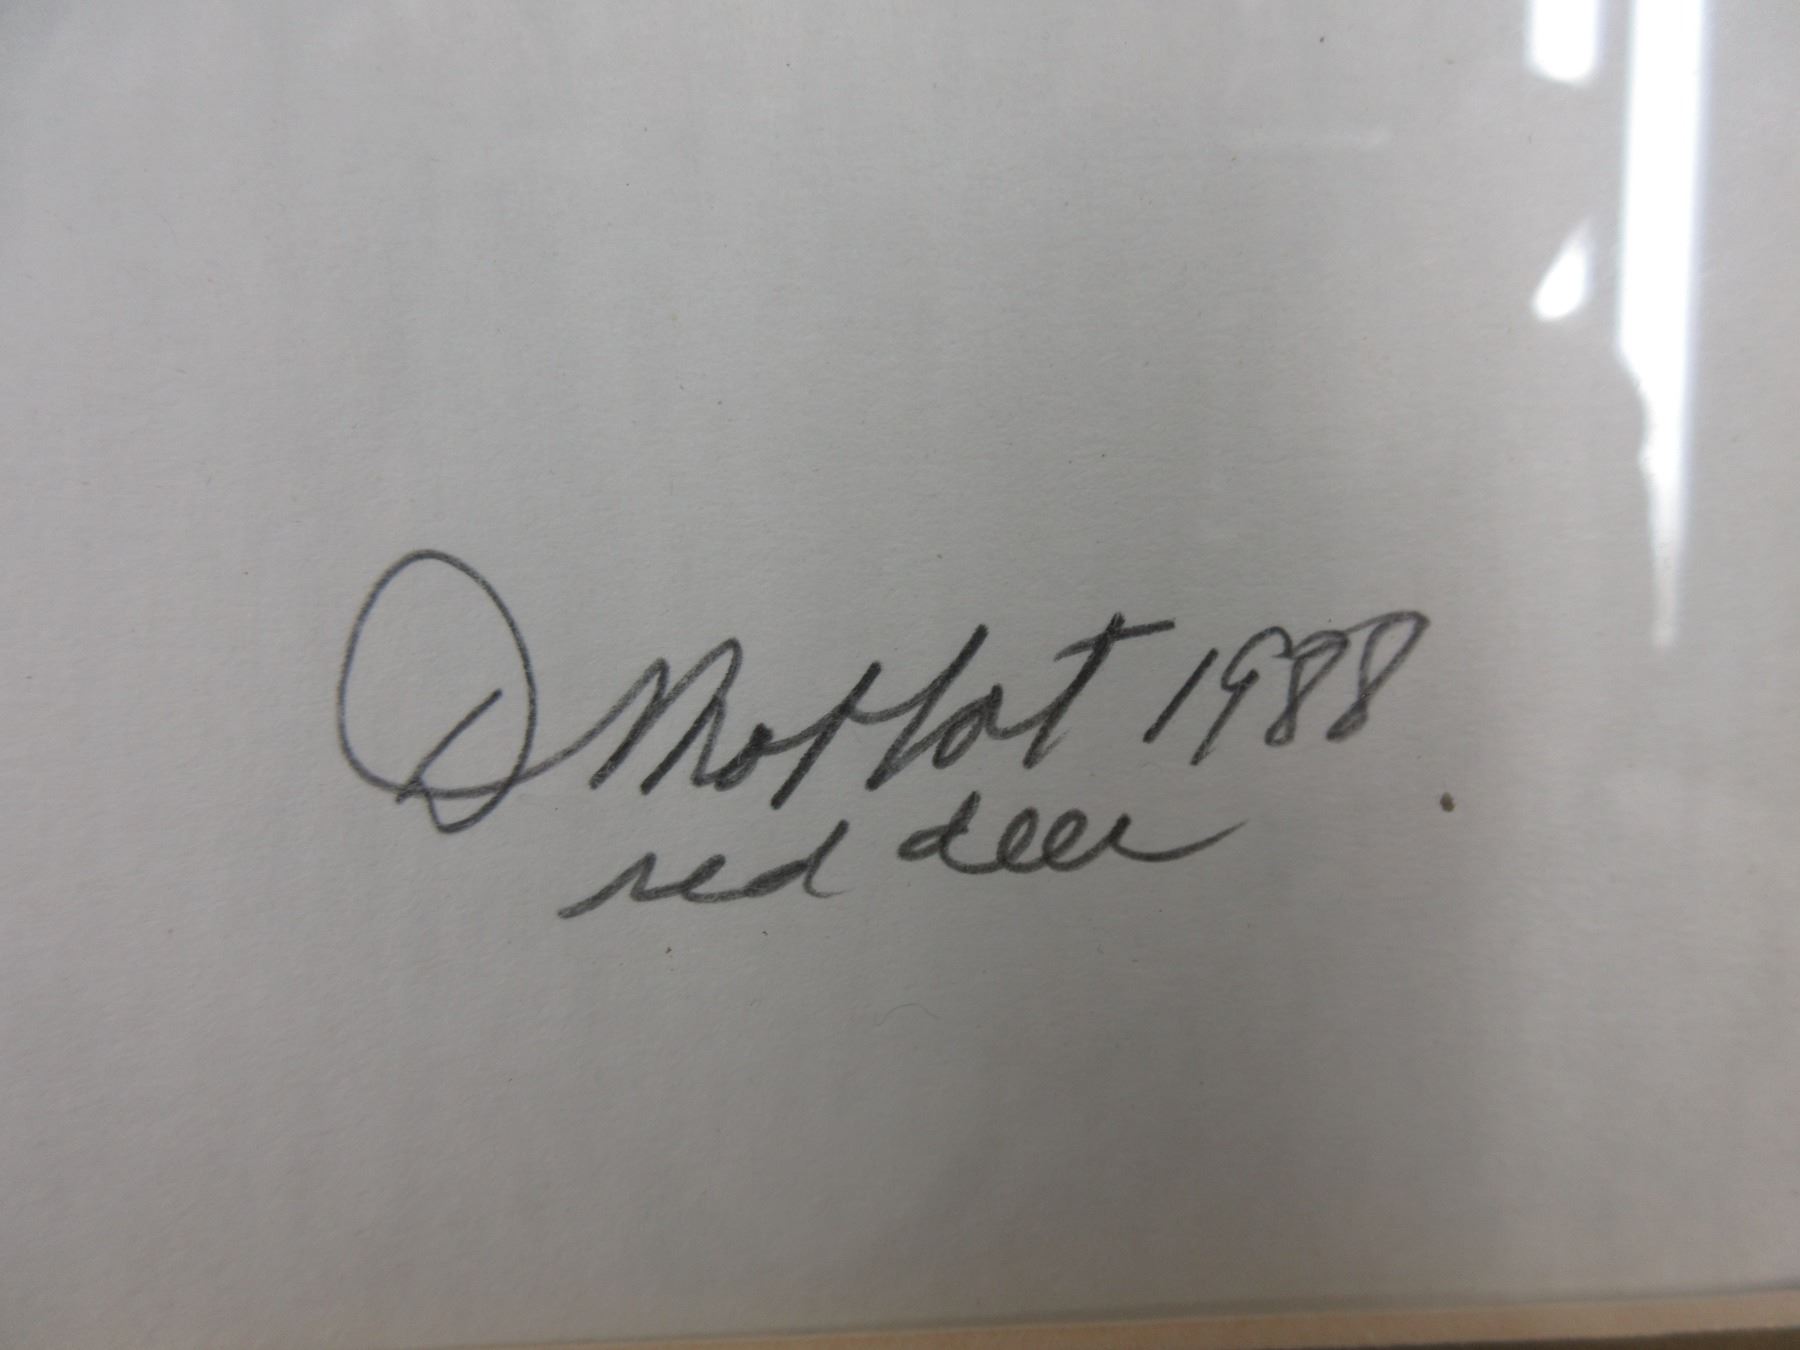 D Moffat 1988
red deer